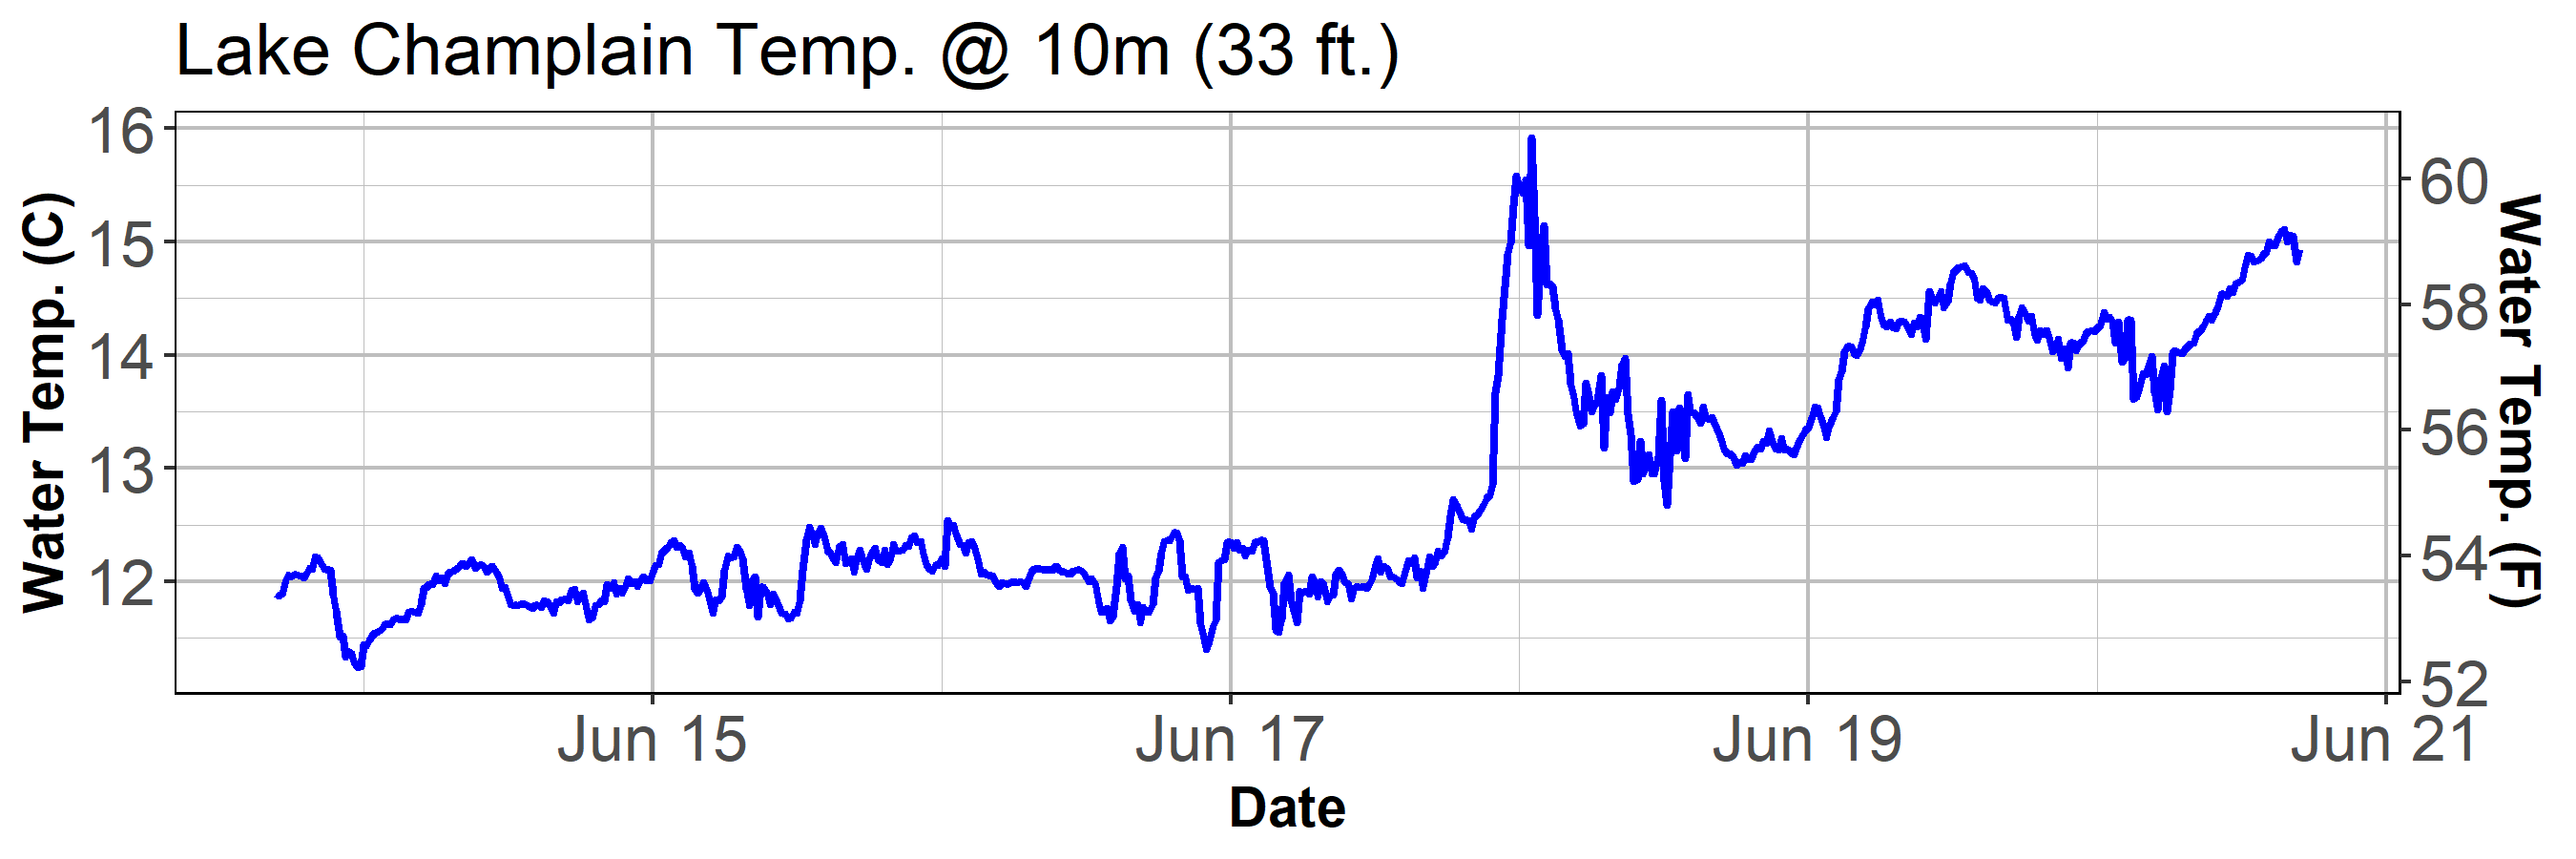 Lake Champlain Temp. @ 10m (33 ft.)
Water Temp. (C)
16
15
14
13
12
60
58
56
54
52
Water Temp. (F)
Jun 15 Jun 17 Jun 19 Jun 21
Date